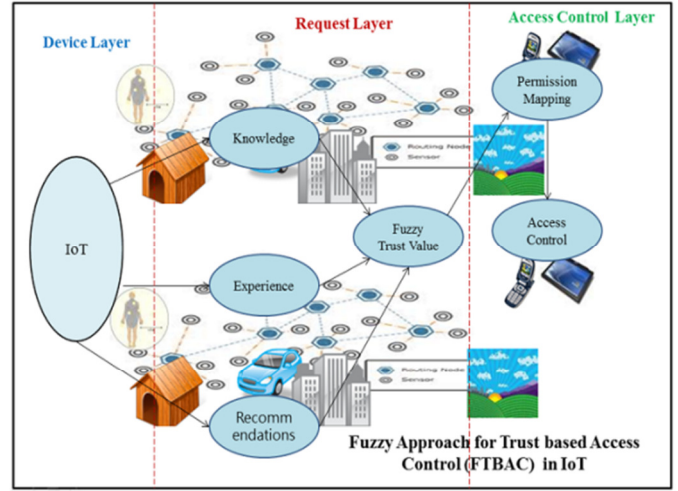 Device Layer
Request Layer
Access Control Layer
Permission
Mapping
Knowledge
Routing Node
Sensor
IoT
Fuzzy
Trust Value
Access
Control
Experience
Routing Node
Sensor
Recomm
endations
Fuzzy Approach for Trust based Access
Control (FTBAC) in IoT